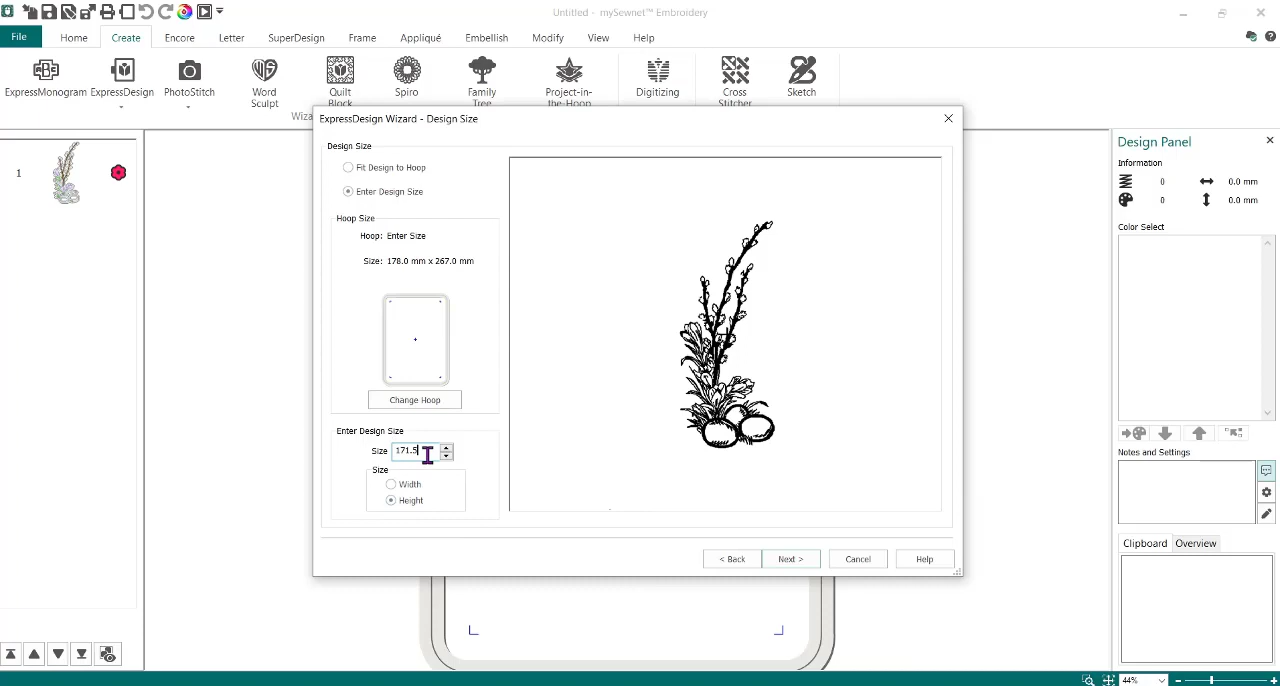 Untitled - mySewnet™ Embroidery
File Home Create Encore Letter SuperDesign Frame Appliqué Embellish Modify View Help
ExpressMonogram ExpressDesign PhotoStitch Word Sculpt Quilt Block Spiro Family Tree Project-in-the-Hoop Digitizing Cross Stitcher Sketch
Wiza
1
ExpressDesign Wizard - Design Size
Design Size
Fit Design to Hoop
Enter Design Size
Hoop Size
Hoop: Enter Size
Size: 178.0 mm x 267.0 mm
Change Hoop
Enter Design Size
Size 171.5
Size
Width
Height
< Back Next > Cancel Help
Design Panel
Information
0 0.0 mm
0 0.0 mm
Color Select
Notes and Settings
Clipboard Overview
44%